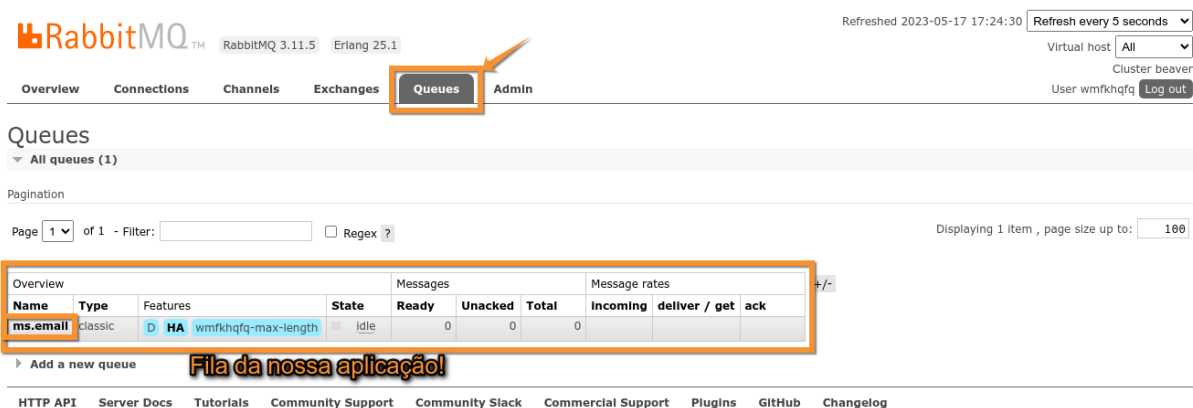 Refreshed 2023-05-17 17:24:30 Refresh every 5 seconds
RabbitMQ TM RabbitMQ 3.11.5 Erlang 25.1
Virtual host All
Cluster beaver
User wmfkhqfq Log out
Overview Connections Channels Exchanges Queues Admin
Queues
All queues (1)
Pagination
Page 1 of 1 - Filter: Regex ? Displaying 1 item , page size up to: 100
Overview Messages Message rates +/-
Name Type Features State Ready Unacked Total incoming deliver / get ack
ms.email classic D HA wmfkhqfq-max-length idle 0 0 0
Fila da nossa aplicação!
Add a new queue
HTTP API Server Docs Tutorials Community Support Community Slack Commercial Support Plugins GitHub Changelog